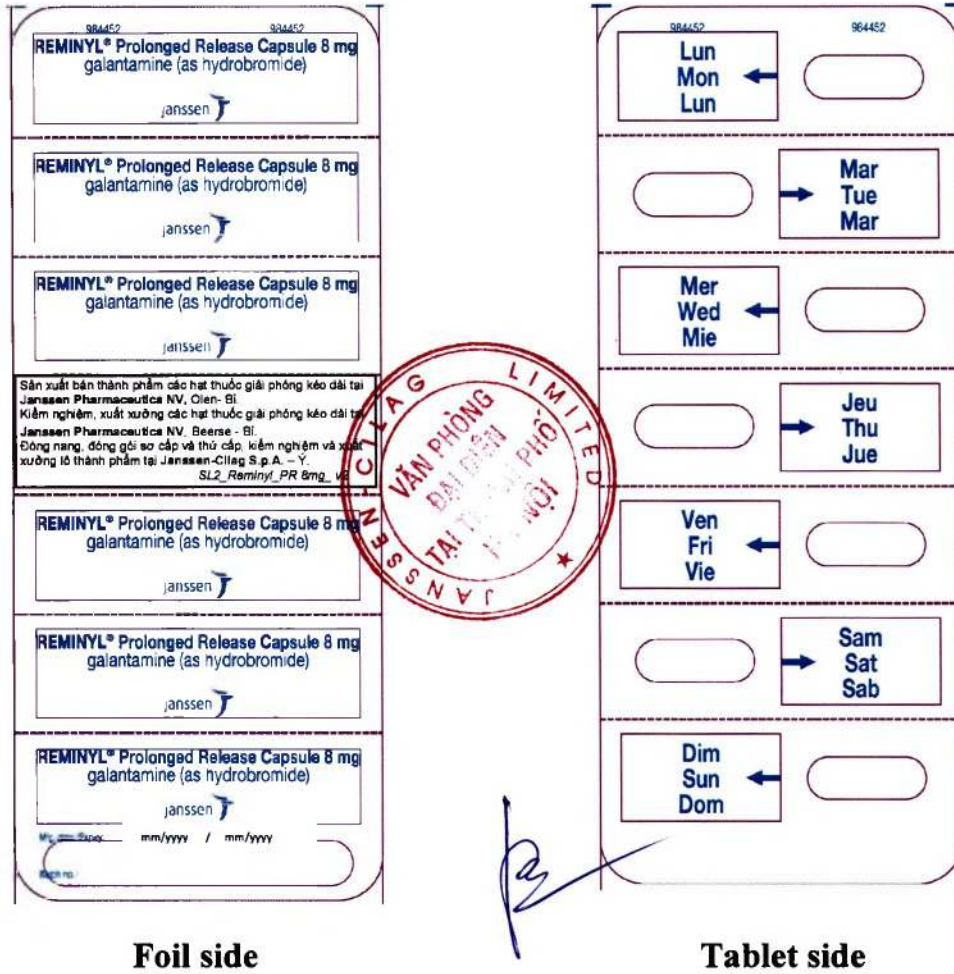 984452 984452
REMINYL® Prolonged Release Capsule 8 mg
galantamine (as hydrobromide)
janssen
REMINYL® Prolonged Release Capsule 8 mg
galantamine (as hydrobromide)
janssen
REMINYL® Prolonged Release Capsule 8 mg
galantamine (as hydrobromide)
janssen
Sản xuất bán thành phẩm các hạt thuốc giải phóng kéo dài tại
Janssen Pharmaceutica NV, Olen- Bỉ.
Kiểm nghiệm, xuất xưởng các hạt thuốc giải phóng kéo dài tại
Janssen Pharmaceutica NV, Beerse - Bỉ.
Đóng nang, đóng gói sơ cấp và thứ cấp, kiểm nghiệm và xuất
xưởng lô thành phẩm tại Janssen-Cilag S.p.A. – Ý.
SL2_Reminyl_PR 8mg_
REMINYL® Prolonged Release Capsule 8 mg
galantamine (as hydrobromide)
janssen
REMINYL® Prolonged Release Capsule 8 mg
galantamine (as hydrobromide)
janssen
REMINYL® Prolonged Release Capsule 8 mg
galantamine (as hydrobromide)
janssen
mm/yyyy / mm/yyyy
Foil side
JANSSEN-CILAG LIMITED
VĂN PHÒNG
ĐẠI DIỆN
TẠI PHỐ
NỘI
984452 984452
Lun
Mon
Lun
Mar
Tue
Mar
Mer
Wed
Mie
Jeu
Thu
Jue
Ven
Fri
Vie
Sam
Sat
Sab
Dim
Sun
Dom
Tablet side